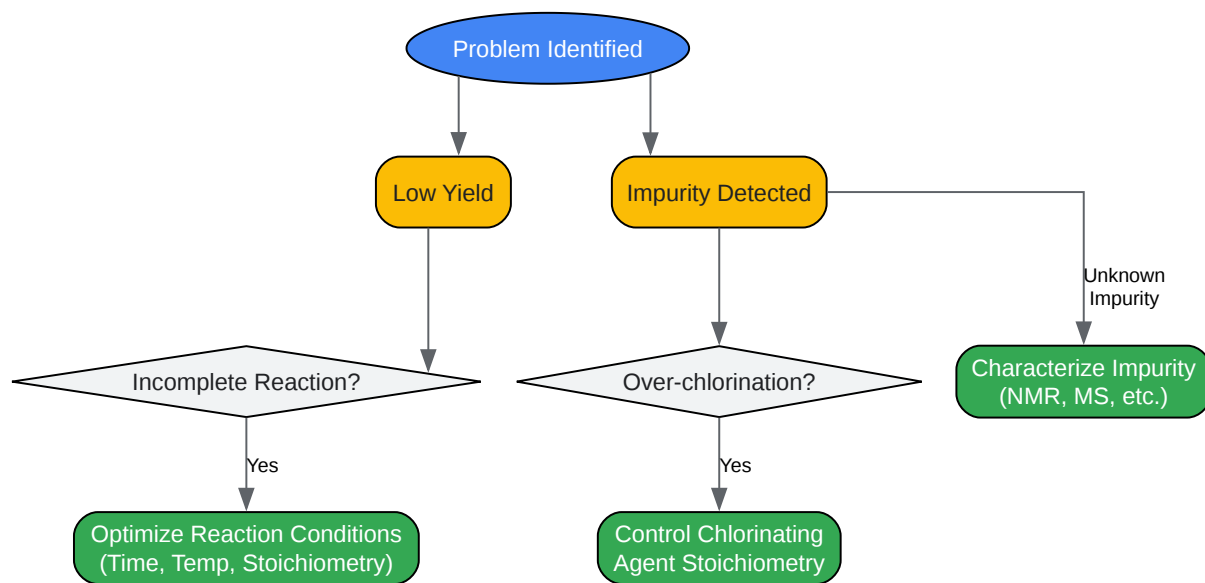 Problem Identified
Low Yield
Impurity Detected
Unknown
Impurity
Incomplete Reaction?
Over-chlorination?
Characterize Impurity
(NMR, MS, etc.)
Yes
Yes
Optimize Reaction Conditions
(Time, Temp, Stoichiometry)
Control Chlorinating
Agent Stoichiometry